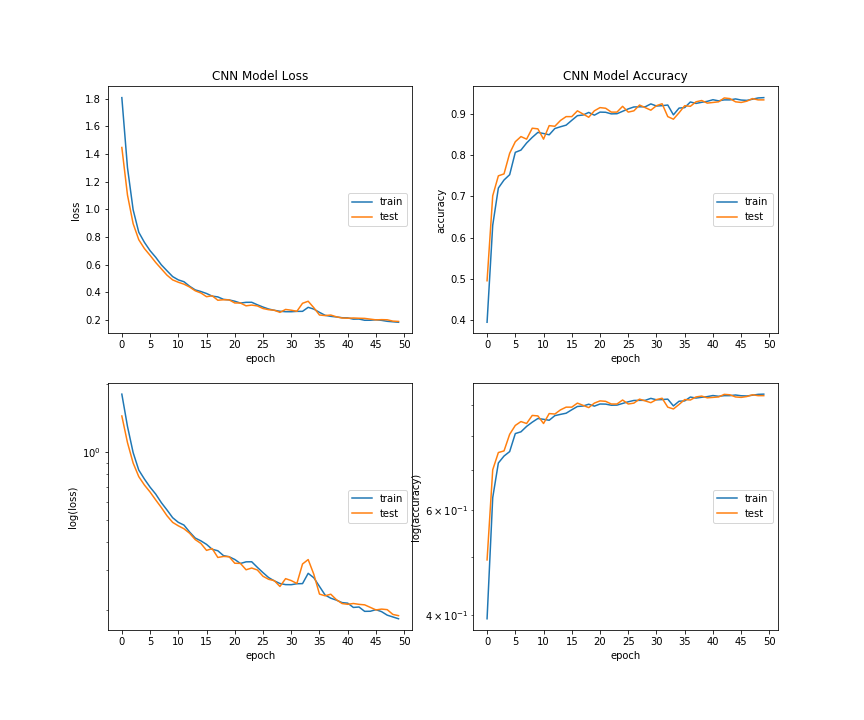 CNN Model Loss
1.8
1.6
1.4
1.2
1.0
0.8
0.6
0.4
0.2
loss
train
test
0 5 10 15 20 25 30 35 40 45 50
epoch
CNN Model Accuracy
0.9
0.8
0.7
0.6
0.5
0.4
accuracy
train
test
0 5 10 15 20 25 30 35 40 45 50
epoch
10⁰
log(loss)
train
test
0 5 10 15 20 25 30 35 40 45 50
epoch
6 × 10⁻¹
4 × 10⁻¹
log(accuracy)
train
test
0 5 10 15 20 25 30 35 40 45 50
epoch